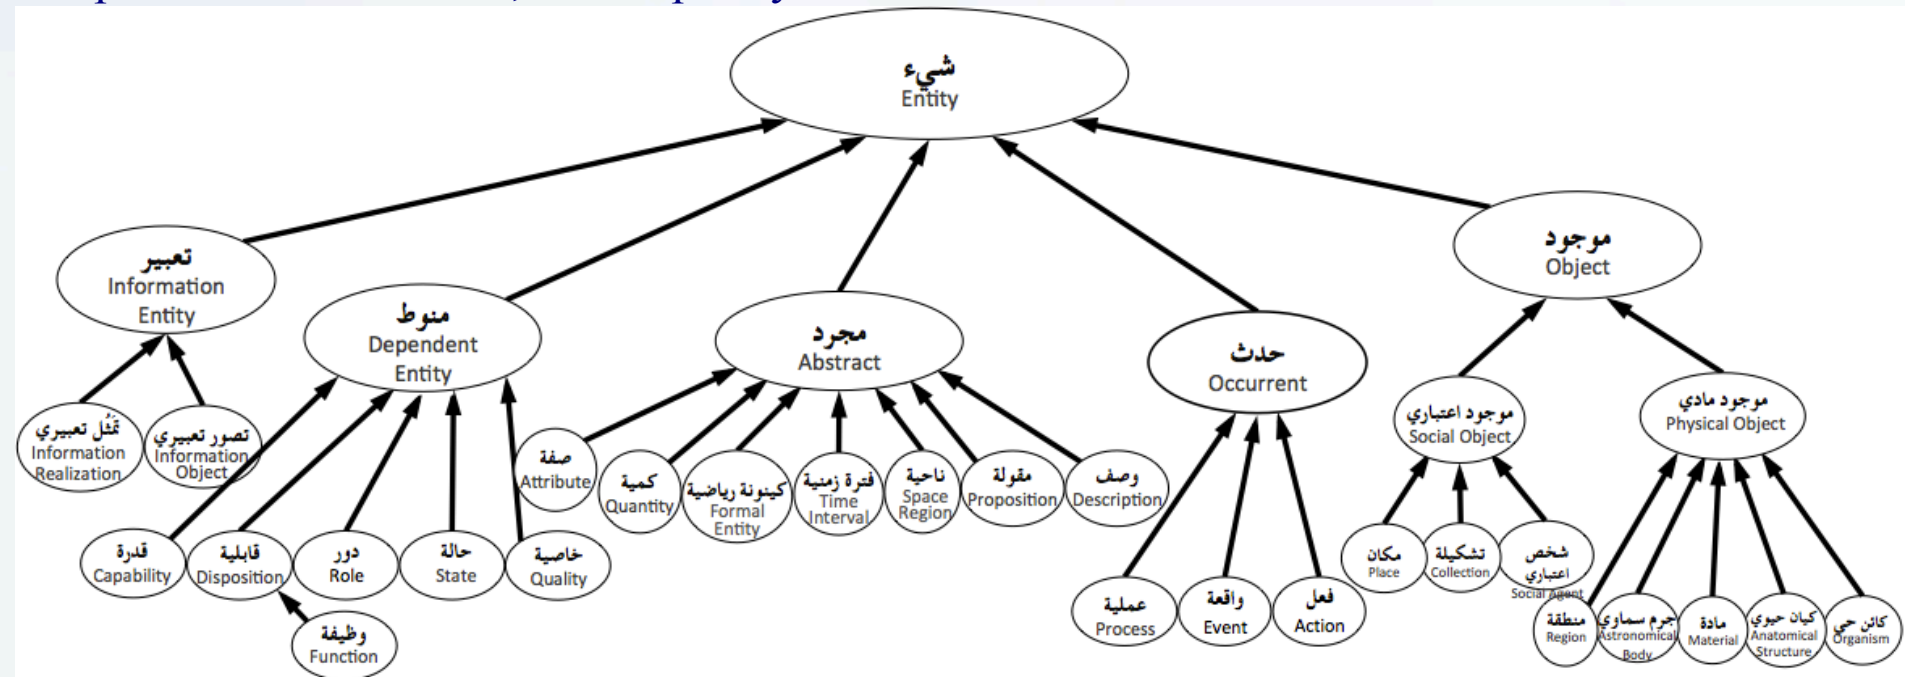 شيء
Entity
تعبير
Information
Entity
منوط
Dependent
Entity
مجرد
Abstract
حدث
Occurrent
موجود
Object
تمَثُل تعبيري
Information
Realization
تصور تعبيري
Information
Object
قدرة
Capability
قابلية
Disposition
دور
Role
حالة
State
خاصية
Quality
وظيفة
Function
صفة
Attribute
كمية
Quantity
كينونة رياضية
Formal
Entity
فترة زمنية
Time
Interval
ناحية
Space
Region
مقولة
Proposition
وصف
Description
عملية
Process
واقعة
Event
فعل
Action
موجود اعتباري
Social Object
موجود مادي
Physical Object
مكان
Place
تشكيلة
Collection
شخص
اعتباري
Social Agent
منطقة
Region
جرم سماوي
Astronomical
Body
مادة
Material
كيان حيوي
Anatomical
Structure
كائن حي
Organism